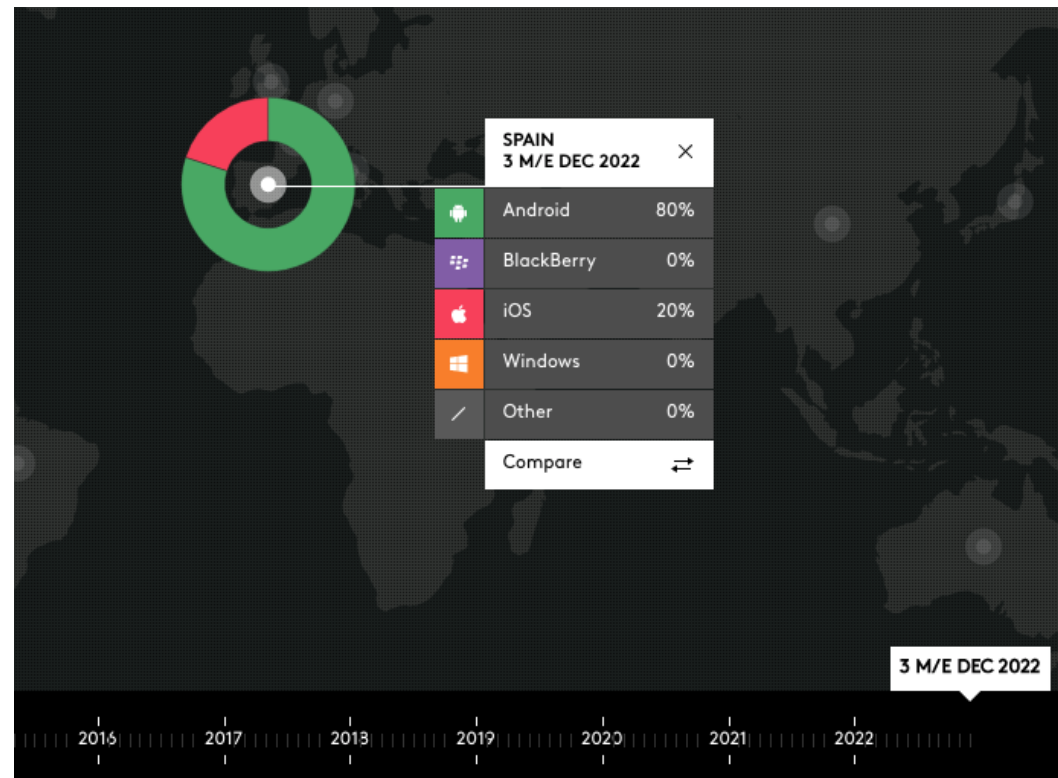 SPAIN
3 M/E DEC 2022
Android 80%
BlackBerry 0%
iOS 20%
Windows 0%
Other 0%
Compare
3 M/E DEC 2022
2016 2017 2018 2019 2020 2021 2022